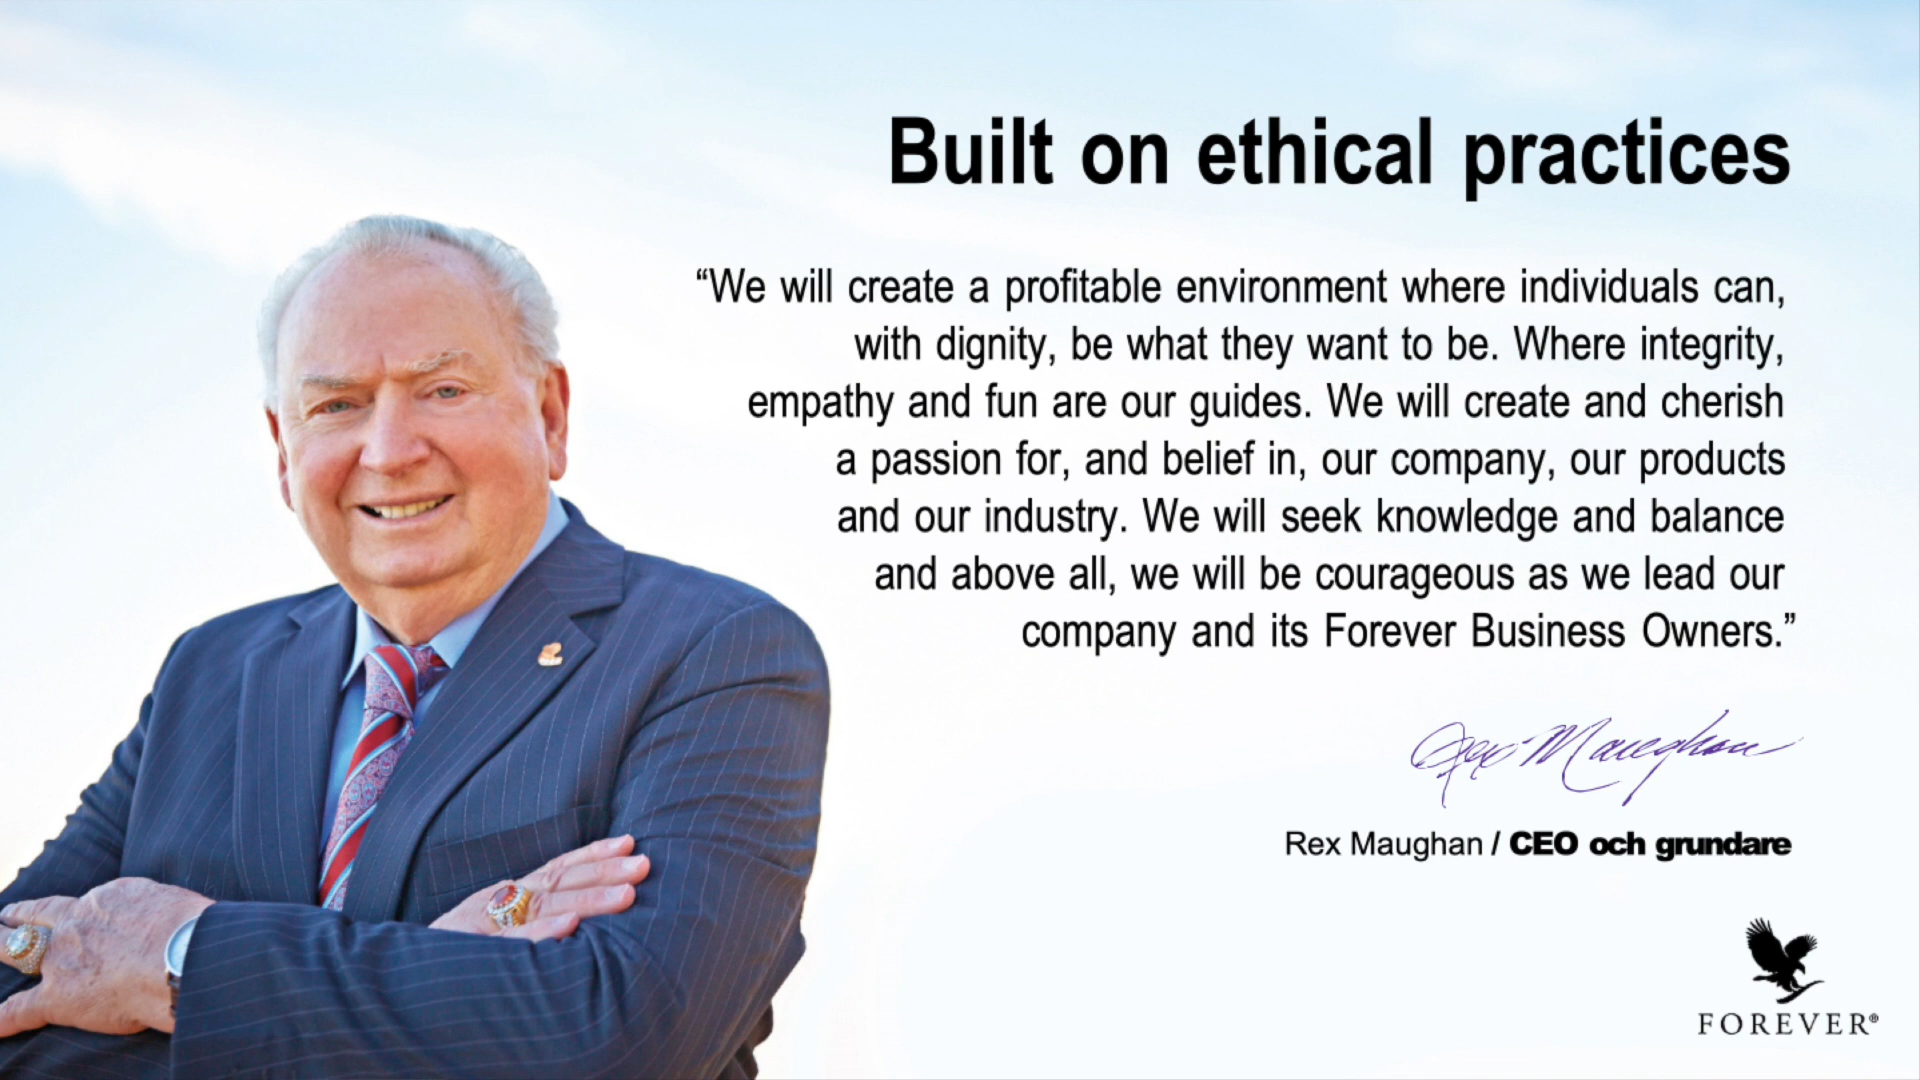 Built on ethical practices
“We will create a profitable environment where individuals can,
with dignity, be what they want to be. Where integrity,
empathy and fun are our guides. We will create and cherish
a passion for, and belief in, our company, our products
and our industry. We will seek knowledge and balance
and above all, we will be courageous as we lead our
company and its Forever Business Owners.”
Rex Maughan
Rex Maughan / CEO och grundare
FOREVER®